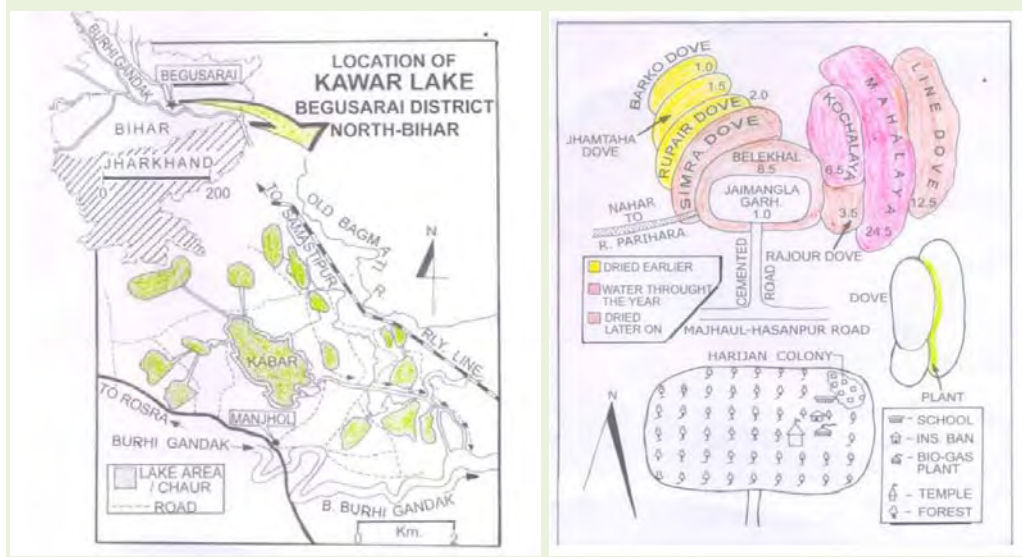 LOCATION OF
KAWAR LAKE
BEGUSARAI DISTRICT
NORTH-BIHAR
BURHI GANDAK
BEGUSARAI
BIHAR
JHARKHAND
0 200
TO SAMASTIPUR
OLD BAGMATI R.
N
RLY LINE
KABAR
TO ROSRA
MANJHOL
BURHI GANDAK
B. BURHI GANDAK
LAKE AREA
/ CHAUR
ROAD
Km.
0 2
BARKO DOVE
1.0
1.5
2.0
JHAMTAHA
DOVE
RUPAIR DOVE
SIMRA DOVE
BELEKHAL
8.5
JAIMANGLA
GARH.
1.0
KOCHALAYA
6.5
MAHALAYA
24.5
LINE DOVE
12.5
3.5
RAJOUR DOVE
NAHAR
TO
R. PARIHARA.
CEMENTED
ROAD
DRIED EARLIER
WATER THROUGHT
THE YEAR
DRIED
LATER ON
MAJHAUL-HASANPUR ROAD
DOVE
PLANT
HARIJAN COLONY
N
- SCHOOL
- INS. BAN
- BIO-GAS
PLANT
- TEMPLE
- FOREST